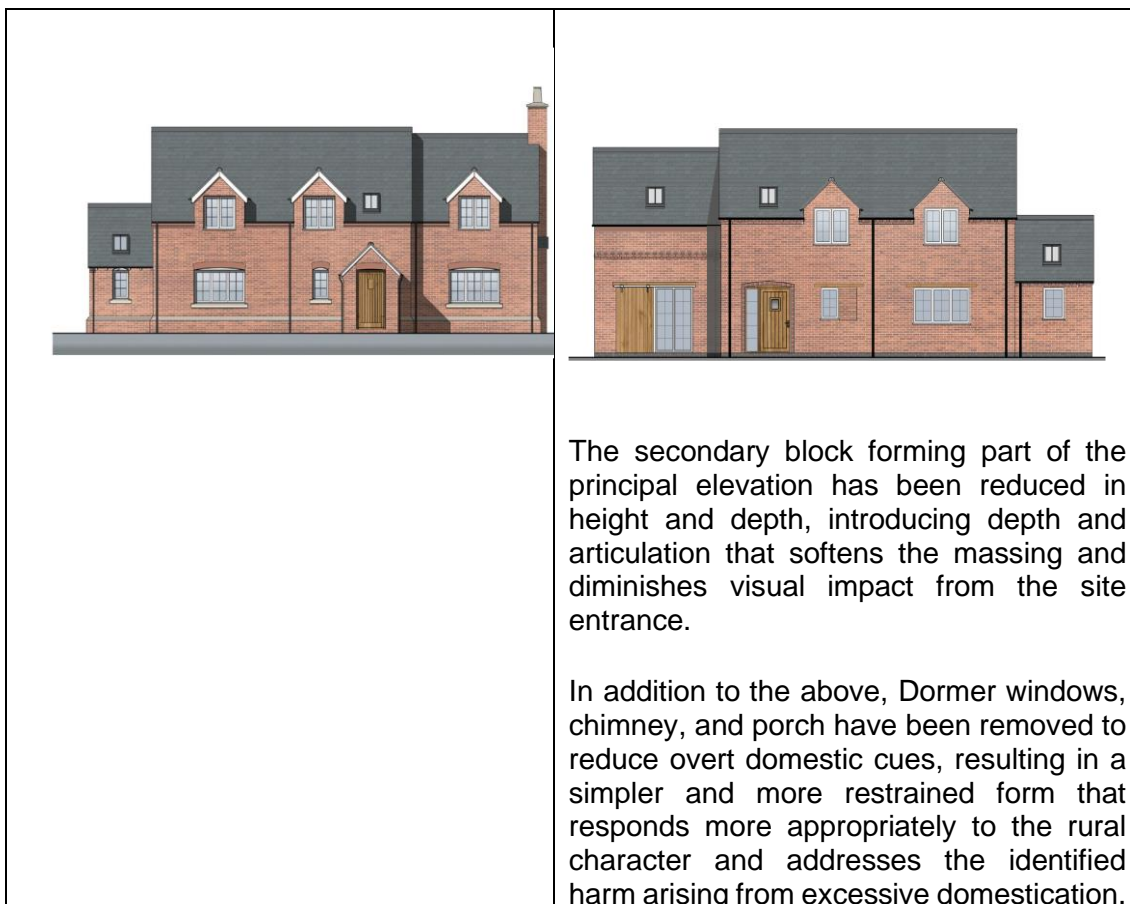 The secondary block forming part of the
principal elevation has been reduced in
height and depth, introducing depth and
articulation that softens the massing and
diminishes visual impact from the site
entrance.
In addition to the above, Dormer windows,
chimney, and porch have been removed to
reduce overt domestic cues, resulting in a
simpler and more restrained form that
responds more appropriately to the rural
character and addresses the identified
harm arising from excessive domestication.